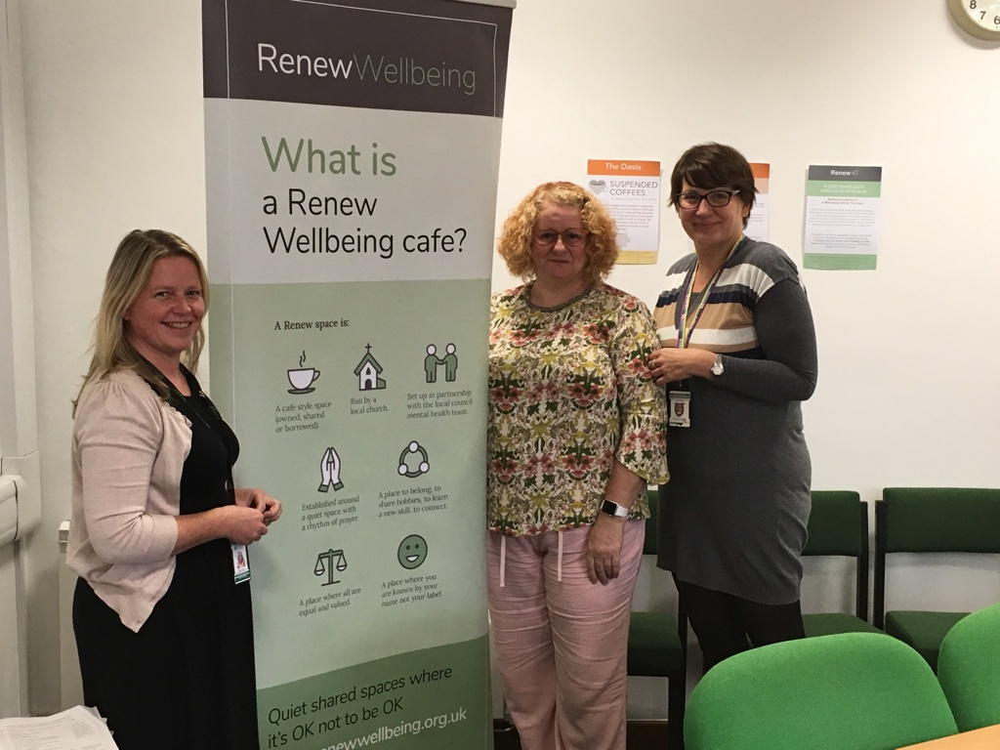 RenewWellbeing
What is
a Renew
Wellbeing cafe?
A Renew space is:
A cafe style space
(owned, shared
or borrowed)
Run by a
local church.
Set up in partnership
with the local council
mental health team.
Established around
a quiet space with
a rhythm of prayer.
A place to belong, to
share hobbies, to learn
a new skill, to connect.
A place where all are
equal and valued.
A place where you
are known by your
name not your label.
Quiet shared spaces where
it's OK not to be OK
newwellbeing.org.uk
The Oasis
SUSPENDED
COFFEES
Renew
8
7
6